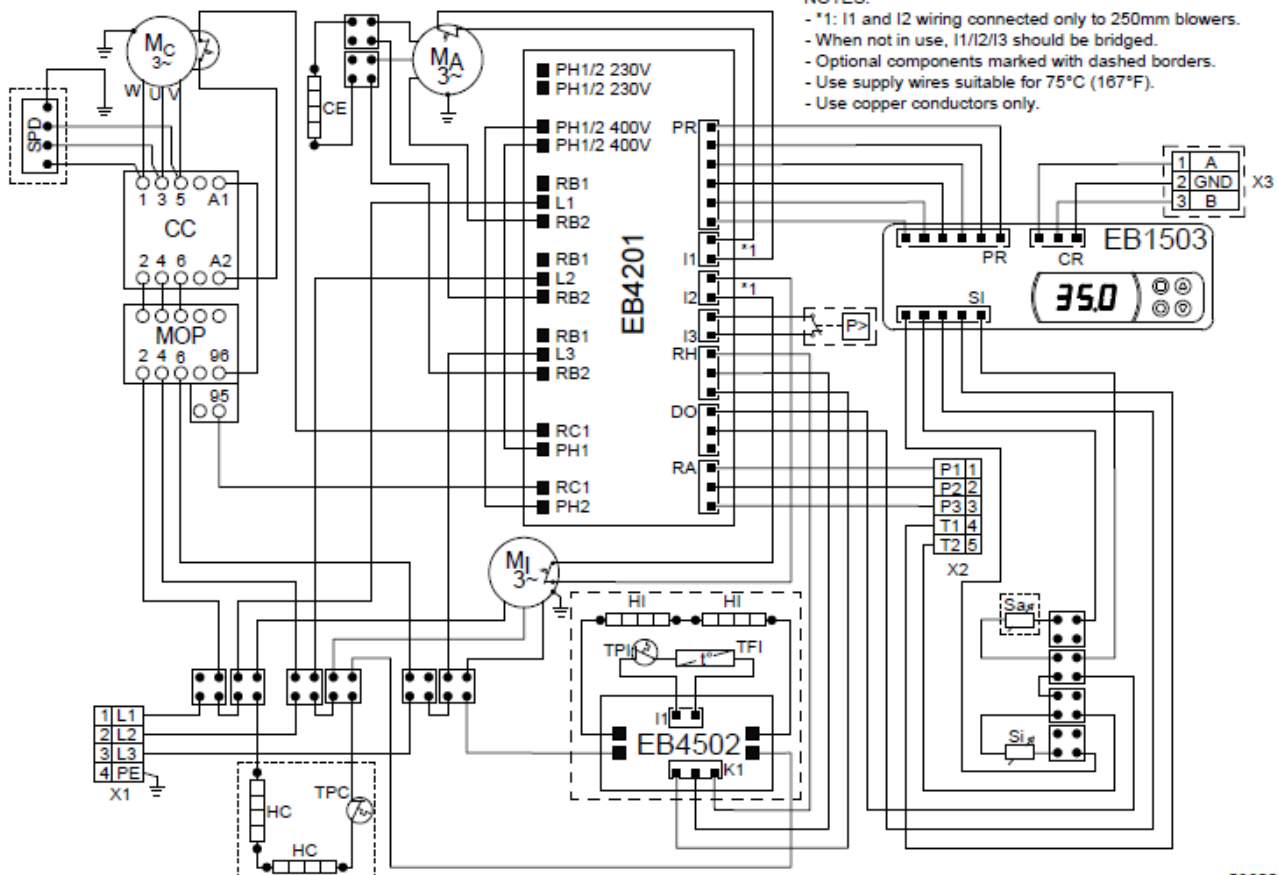 NOTES:
- *1: I1 and I2 wiring connected only to 250mm blowers.
- When not in use, I1/I2/I3 should be bridged.
- Optional components marked with dashed borders.
- Use supply wires suitable for 75°C (167°F).
- Use copper conductors only.
MC
3~
W U V
SPD
1 3 5 A1
CC
2 4 6 A2
MOP
2 4 6 96
95
CE
MA
3~
PH1/2 230V
PH1/2 230V
PH1/2 400V
PH1/2 400V
RB1
L1
RB2
RB1
L2
RB2
RB1
L3
RB2
RC1
PH1
RC1
PH2
EB4201
PR
I1
*1
I2
*1
I3
RH
DO
RA
P>
1 A
2 GND
3 B
X3
EB1503
PR
CR
SI
35.0
P1 1
P2 2
P3 3
T1 4
T2 5
X2
Sa
Si
MI
3~
HI
HI
TPI
t°
TFI
I1
EB4502
K1
1 L1
2 L2
3 L3
4 PE
X1
TPC
HC
HC